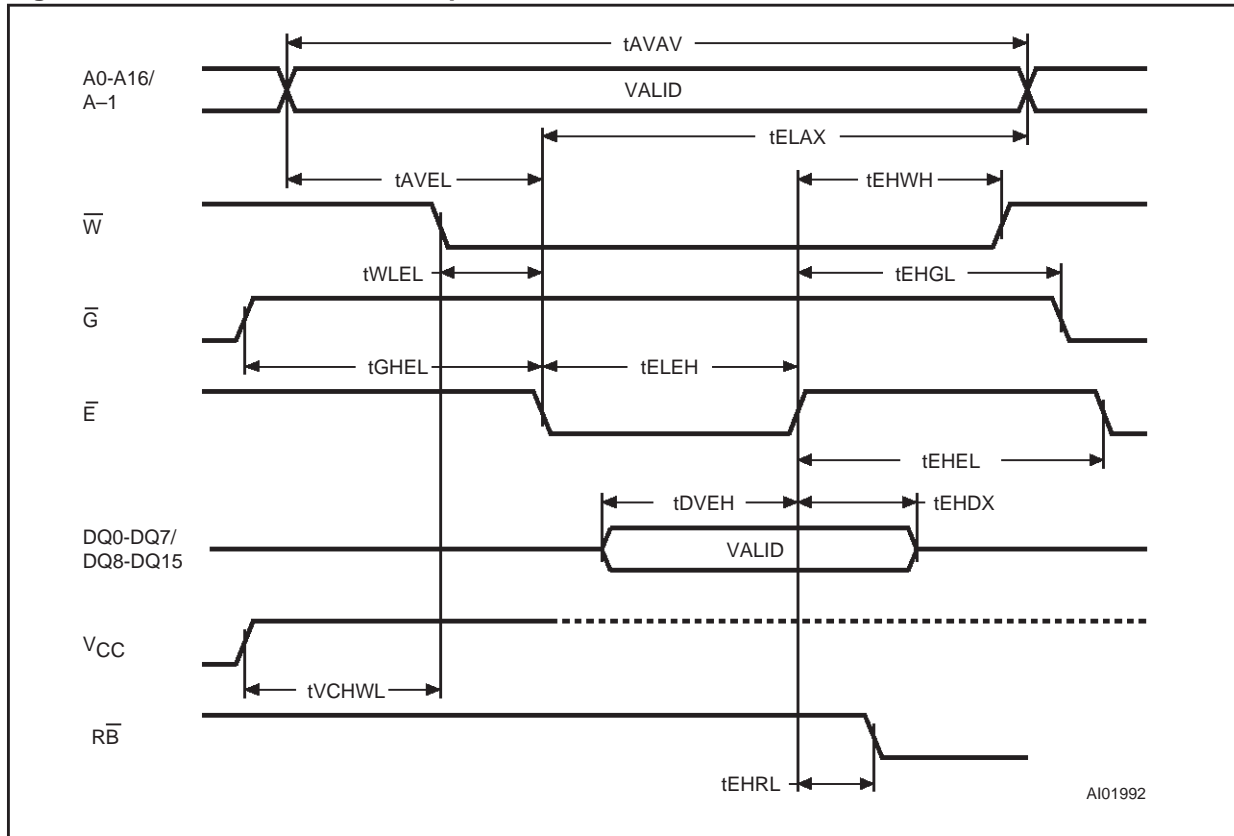 tAVAV
A0-A16/
A–1
VALID
tELAX
tAVEL
tEHWH
W̅
tWLEL
tEHGL
G̅
tGHEL
tELEH
E̅
tEHEL
tDVEH
tEHDX
DQ0-DQ7/
DQ8-DQ15
VALID
VCC
tVCHWL
RB̅
tEHRL
AI01992